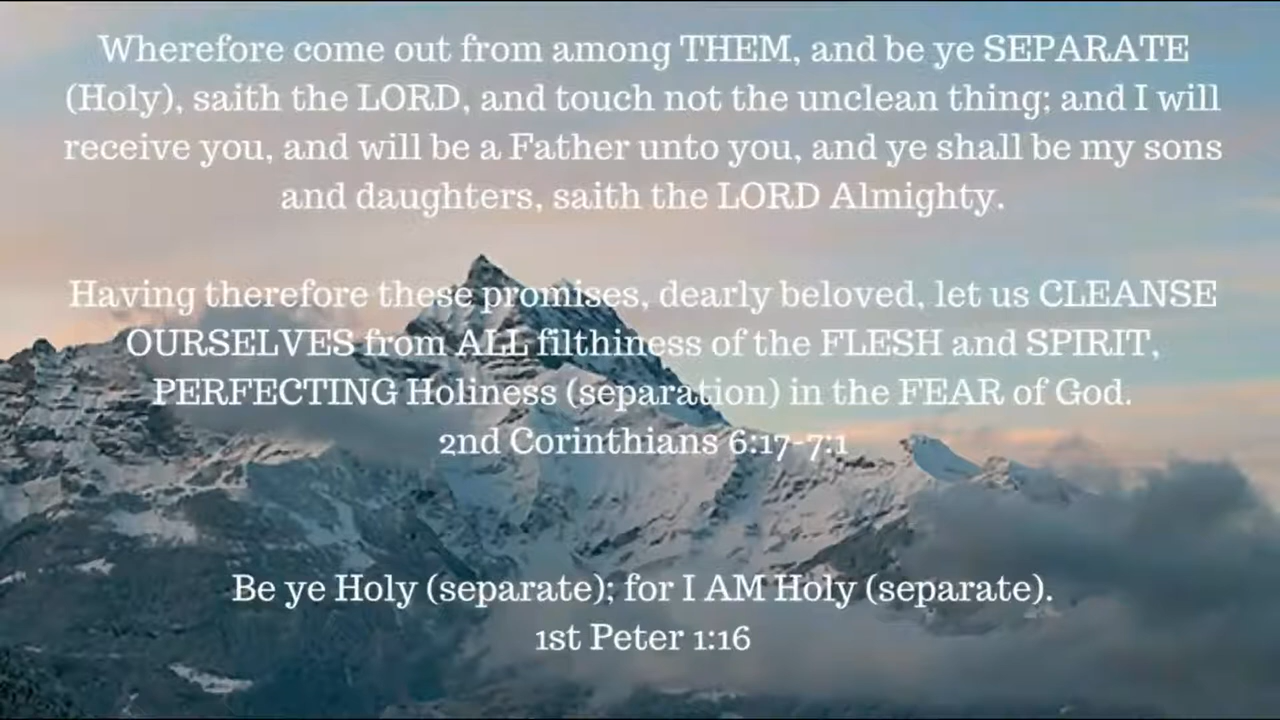 Wherefore come out from among THEM, and be ye SEPARATE
(Holy), saith the LORD, and touch not the unclean thing; and I will
receive you, and will be a Father unto you, and ye shall be my sons
and daughters, saith the LORD Almighty.
Having therefore these promises, dearly beloved, let us CLEANSE
OURSELVES from ALL filthiness of the FLESH and SPIRIT,
PERFECTING Holiness (separation) in the FEAR of God.
2nd Corinthians 6:17-7:1
Be ye Holy (separate); for I AM Holy (separate).
1st Peter 1:16